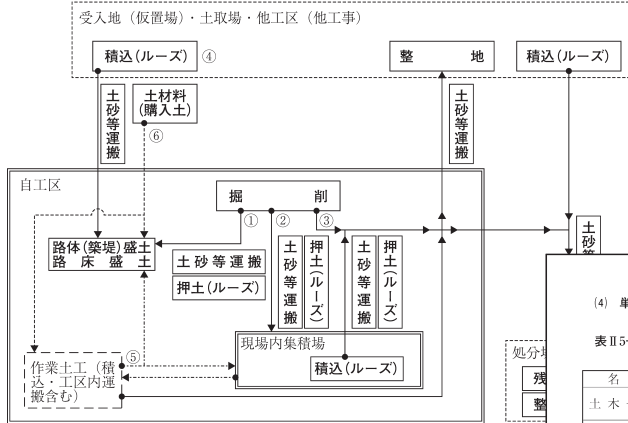 受入地（仮置場）・土取場・他工区（他工事）
積込（ルーズ） ④
整　　地
積込（ルーズ）
土砂等運搬
土材料
（購入土）
⑥
土砂等運搬
自工区
掘　　削
① ② ③
路体（築堤）盛土
路　床　盛　土
土砂等運搬
押土（ルーズ）
土砂等運搬
押土（ルーズ）
土砂等運搬
押土（ルーズ）
土砂
現場内集積場
積込（ルーズ）
作業土工（積
込・工区内運
搬含む）
⑤
処分
残
整
(4) 単
表Ⅱ5
名
土木